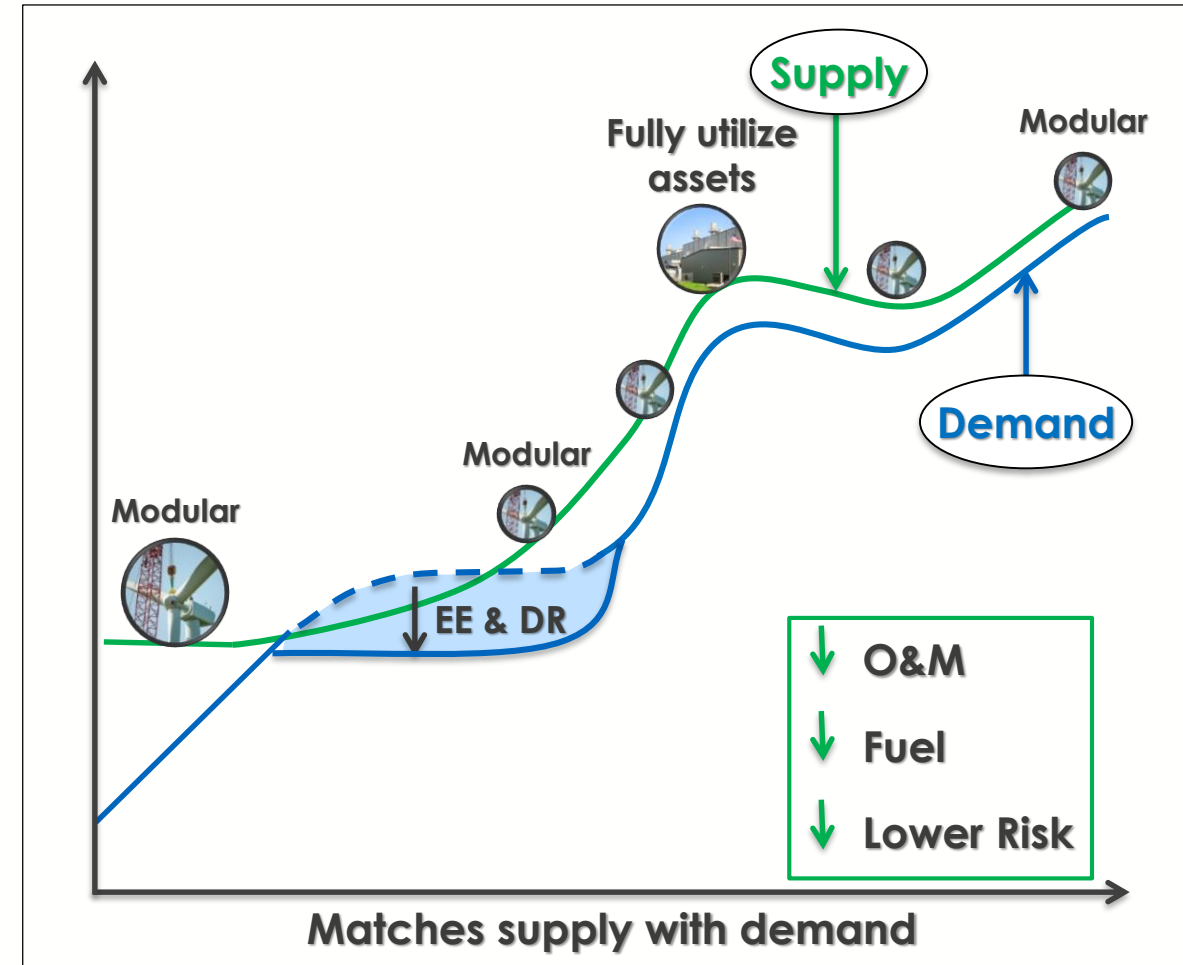 Supply
Modular
Fully utilize
assets
Demand
Modular
Modular
EE & DR
O&M
Fuel
Lower Risk
Matches supply with demand